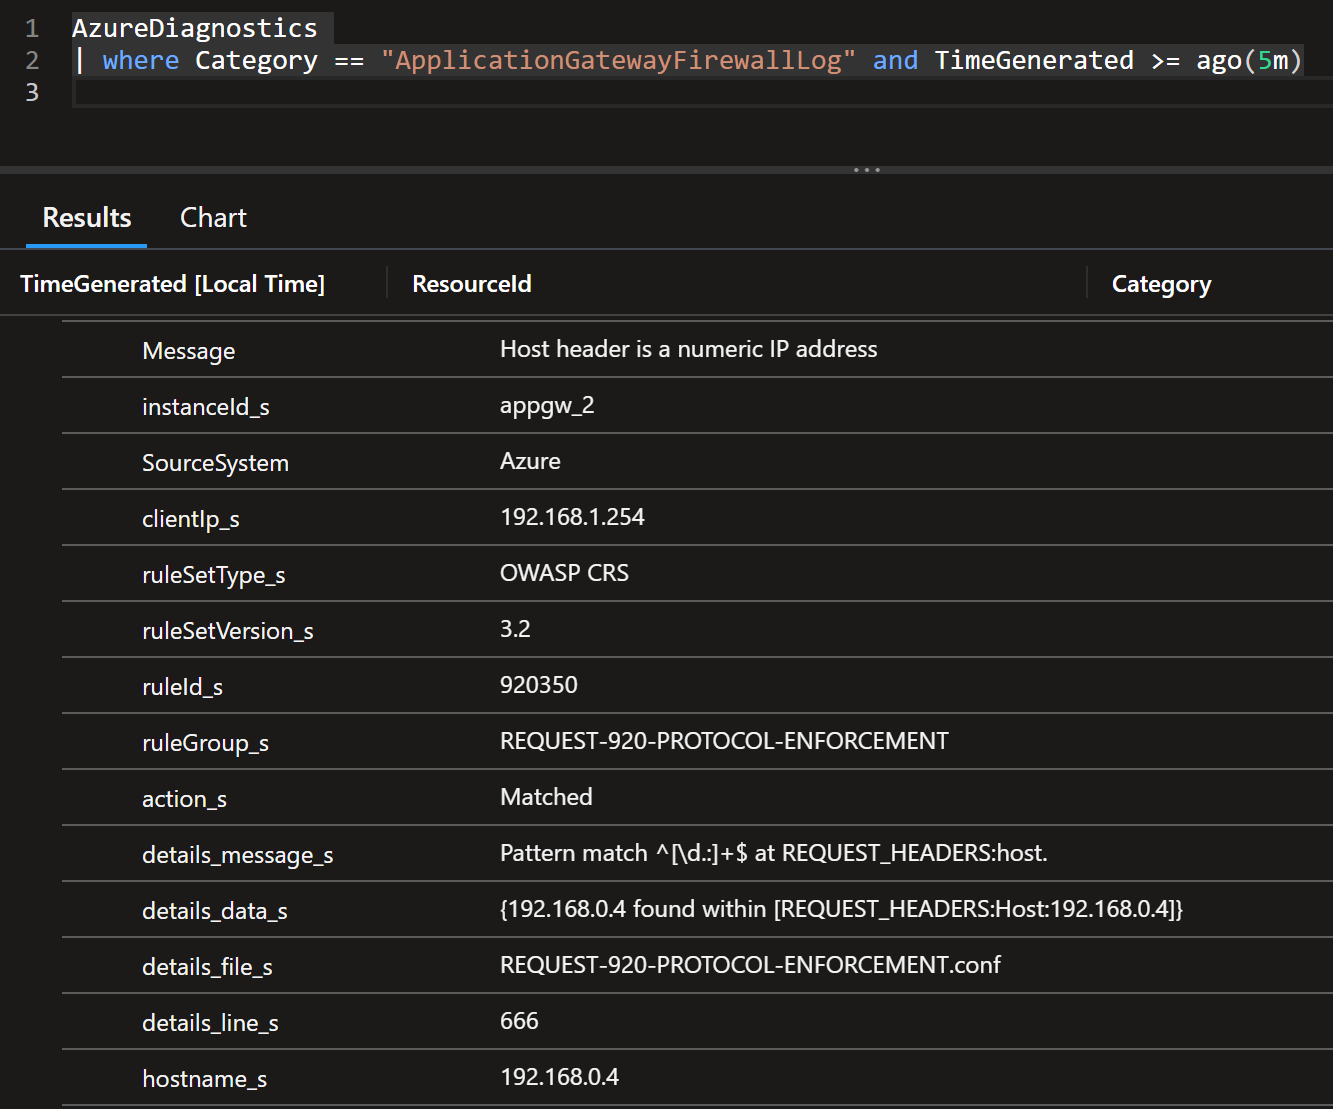 1 AzureDiagnostics
2 | where Category == "ApplicationGatewayFirewallLog" and TimeGenerated >= ago(5m)
3
Results Chart
TimeGenerated [Local Time] ResourceId Category
Message Host header is a numeric IP address
instanceId_s appgw_2
SourceSystem Azure
clientIp_s 192.168.1.254
ruleSetType_s OWASP CRS
ruleSetVersion_s 3.2
ruleId_s 920350
ruleGroup_s REQUEST-920-PROTOCOL-ENFORCEMENT
action_s Matched
details_message_s Pattern match ^[\d.:]+$ at REQUEST_HEADERS:host.
details_data_s {192.168.0.4 found within [REQUEST_HEADERS:Host:192.168.0.4]}
details_file_s REQUEST-920-PROTOCOL-ENFORCEMENT.conf
details_line_s 666
hostname_s 192.168.0.4